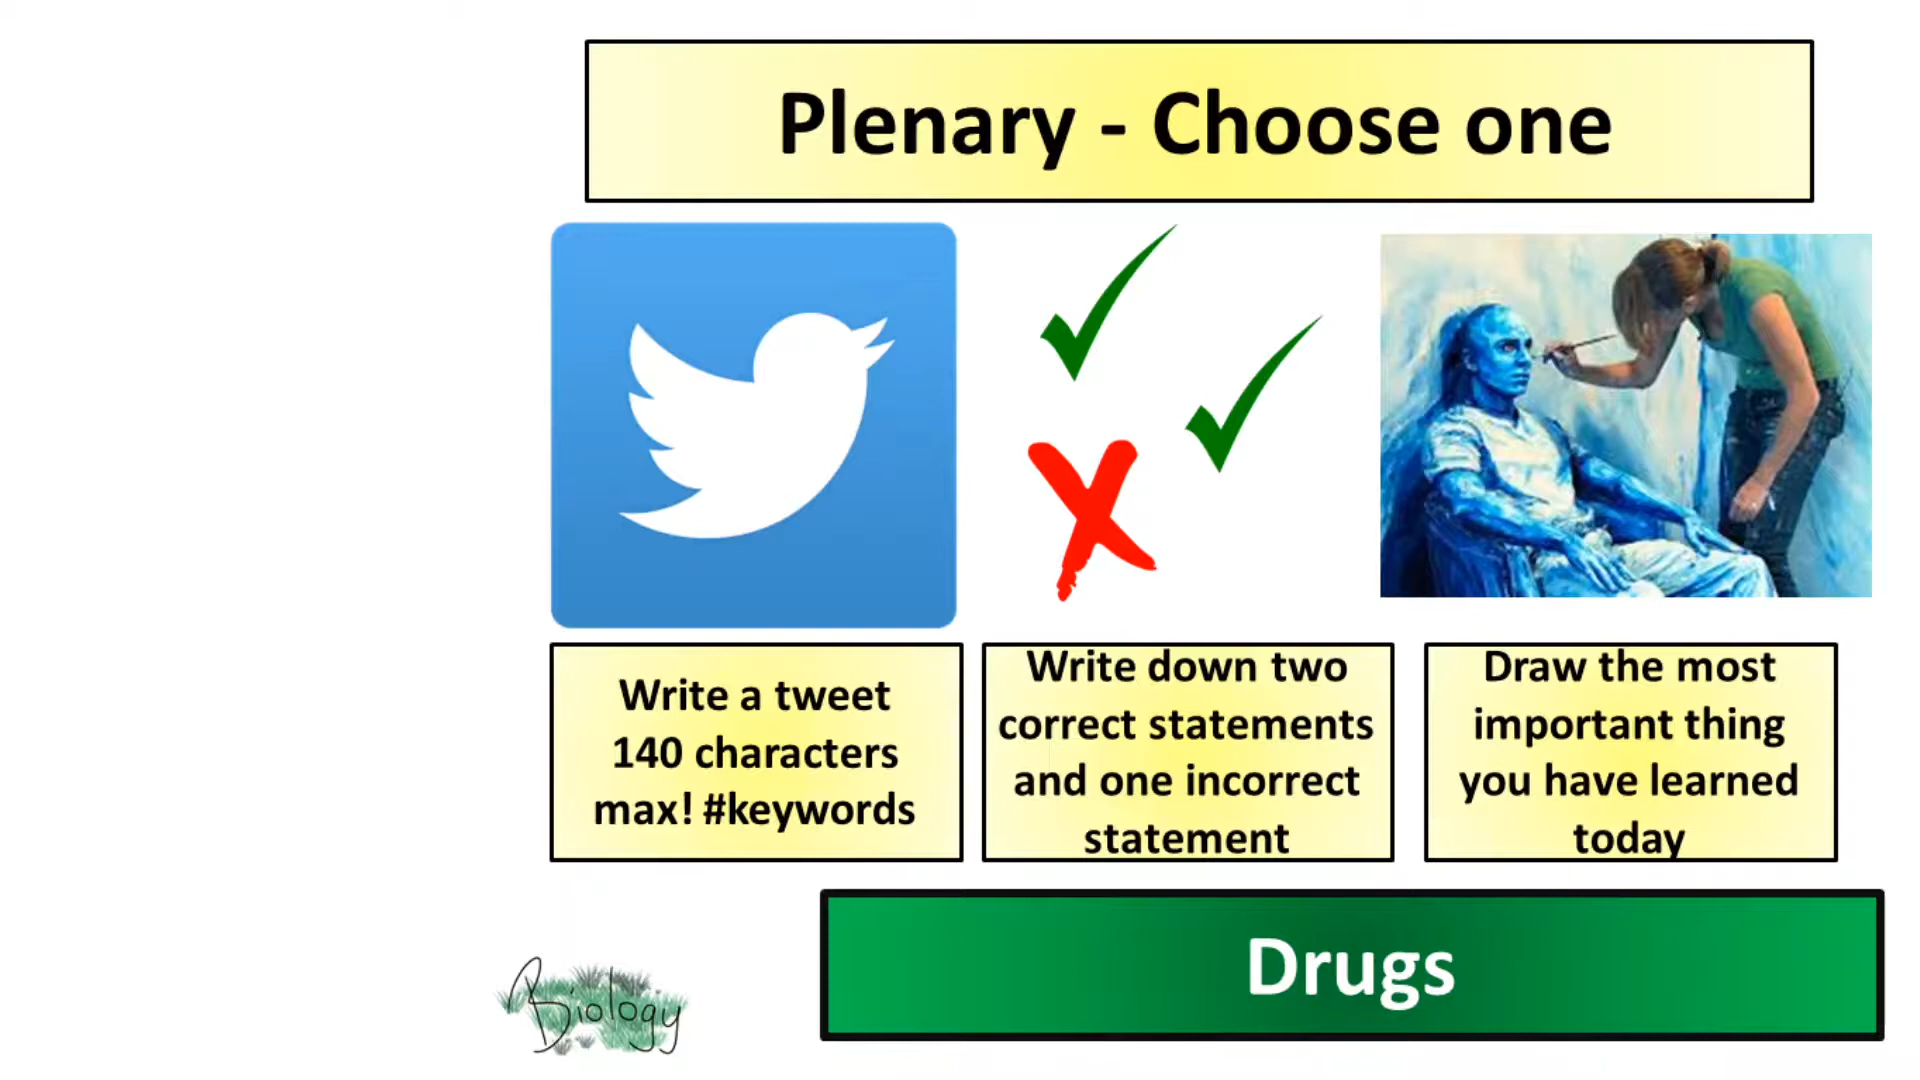 Plenary - Choose one
Write a tweet
140 characters
max! #keywords
Write down two
correct statements
and one incorrect
statement
Draw the most
important thing
you have learned
today
Drugs
Biology